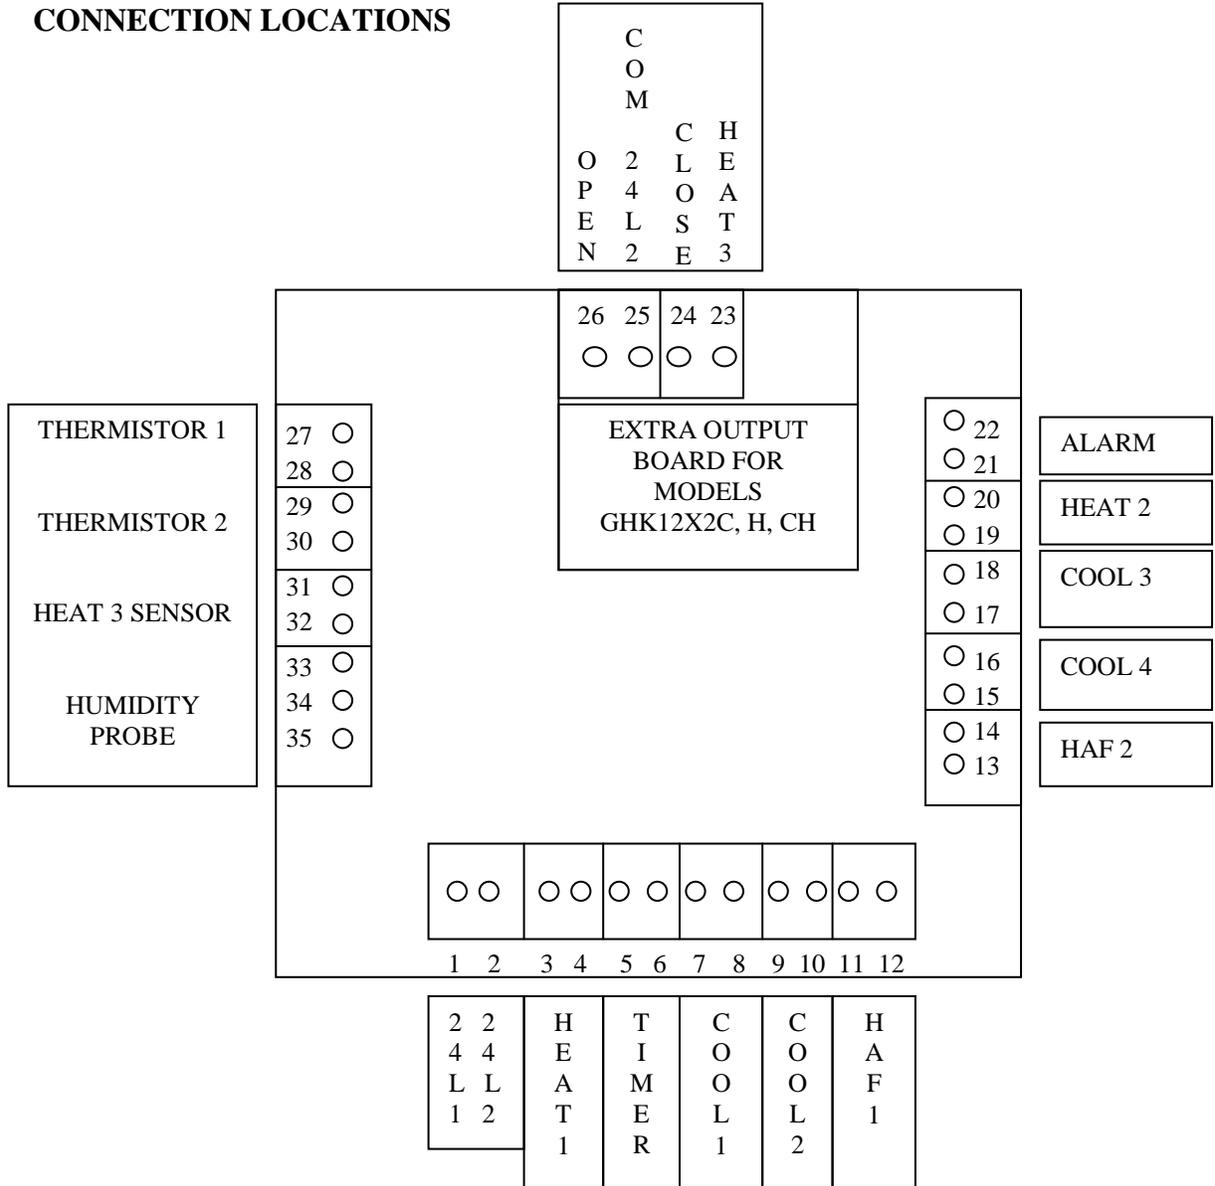 CONNECTION LOCATIONS
OPEN
COM 24L2
CLOSE
HEAT3
26 25 24 23
EXTRA OUTPUT
BOARD FOR
MODELS
GHK12X2C, H, CH
THERMISTOR 1
THERMISTOR 2
HEAT 3 SENSOR
HUMIDITY
PROBE
27
28
29
30
31
32
33
34
35
22
21
20
19
18
17
16
15
14
13
ALARM
HEAT 2
COOL 3
COOL 4
HAF 2
1 2 3 4 5 6 7 8 9 10 11 12
24L1
24L2
HEAT1
TIMER
COOL1
COOL2
HAF1